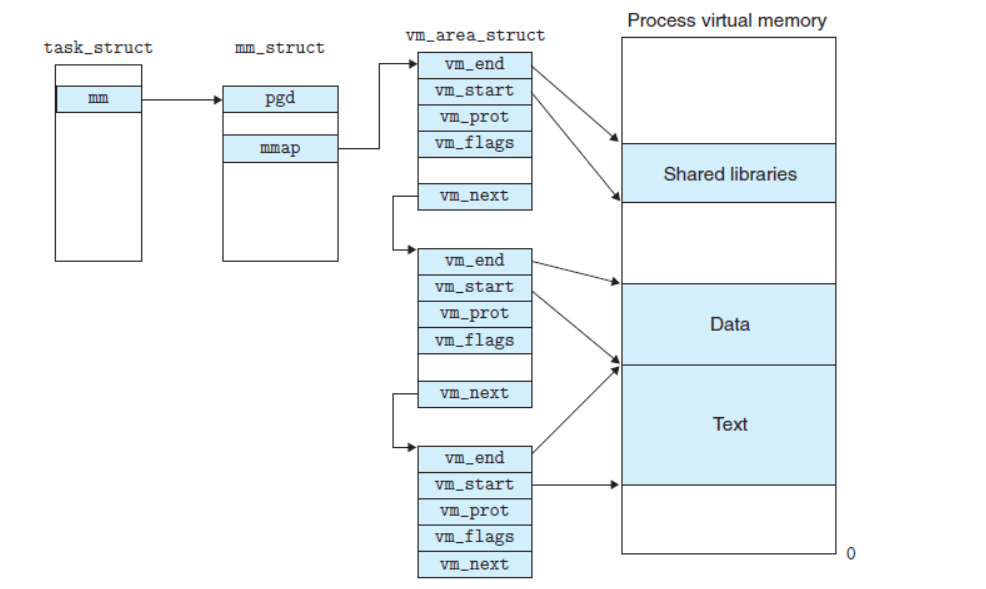 task_struct
mm
mm_struct
pgd
mmap
vm_area_struct
vm_end
vm_start
vm_prot
vm_flags
vm_next
vm_end
vm_start
vm_prot
vm_flags
vm_next
vm_end
vm_start
vm_prot
vm_flags
vm_next
Process virtual memory
Shared libraries
Data
Text
0